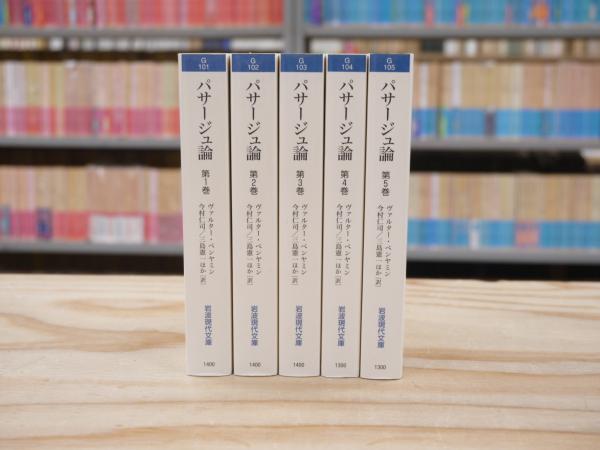 G
101
パサージュ論
第1巻
ヴァルター・ベンヤミン
今村仁司/三島憲一ほか[訳]
岩波現代文庫
1400
G
102
パサージュ論
第2巻
ヴァルター・ベンヤミン
今村仁司/三島憲一ほか[訳]
岩波現代文庫
1400
G
103
パサージュ論
第3巻
ヴァルター・ベンヤミン
今村仁司/三島憲一ほか[訳]
岩波現代文庫
1400
G
104
パサージュ論
第4巻
ヴァルター・ベンヤミン
今村仁司/三島憲一ほか[訳]
岩波現代文庫
1300
G
105
パサージュ論
第5巻
ヴァルター・ベンヤミン
今村仁司/三島憲一ほか[訳]
岩波現代文庫
1300